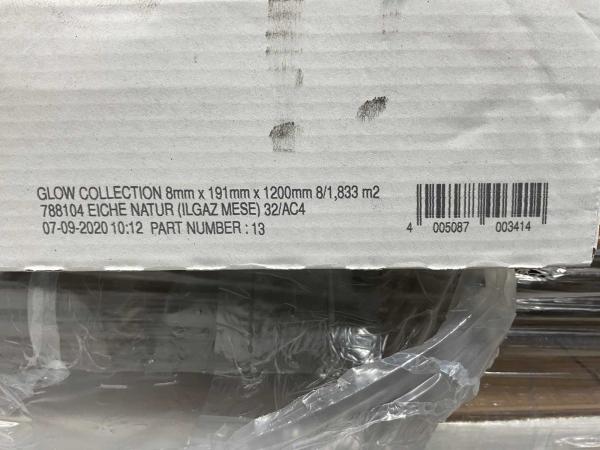 GLOW COLLECTION 8mm x 191mm x 1200mm 8/1,833 m2
788104 EICHE NATUR (ILGAZ MESE) 32/AC4
07-09-2020 10:12 PART NUMBER : 13
4 005087 003414